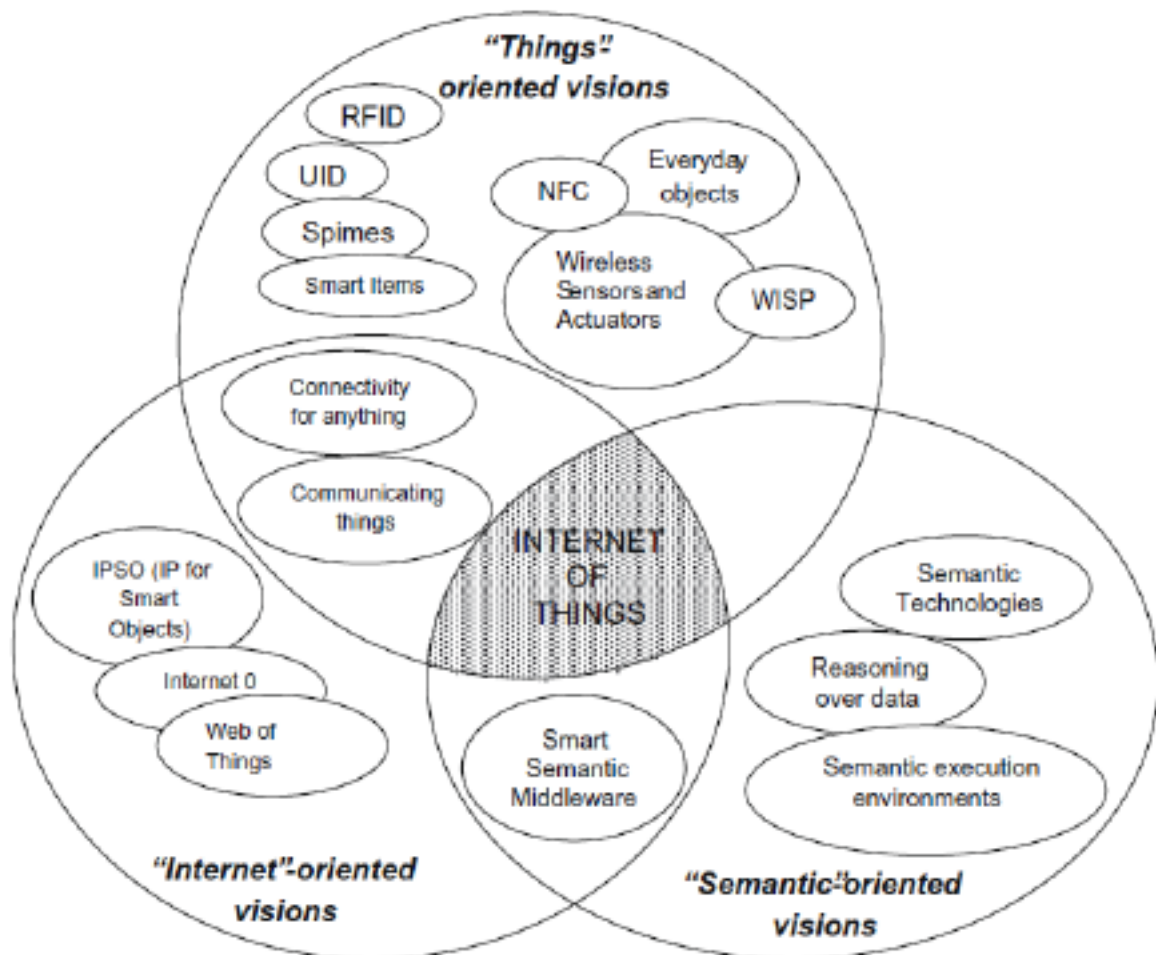 “Things”-
oriented visions
RFID
UID
Spimes
Smart Items
NFC
Everyday
objects
Wireless
Sensors and
Actuators
WISP
Connectivity
for anything
Communicating
things
INTERNET
OF
THINGS
IPSO (IP for
Smart
Objects)
Internet 0
Web of
Things
Semantic
Technologies
Reasoning
over data
Semantic execution
environments
Smart
Semantic
Middleware
“Internet”-oriented
visions
“Semantic”-oriented
visions